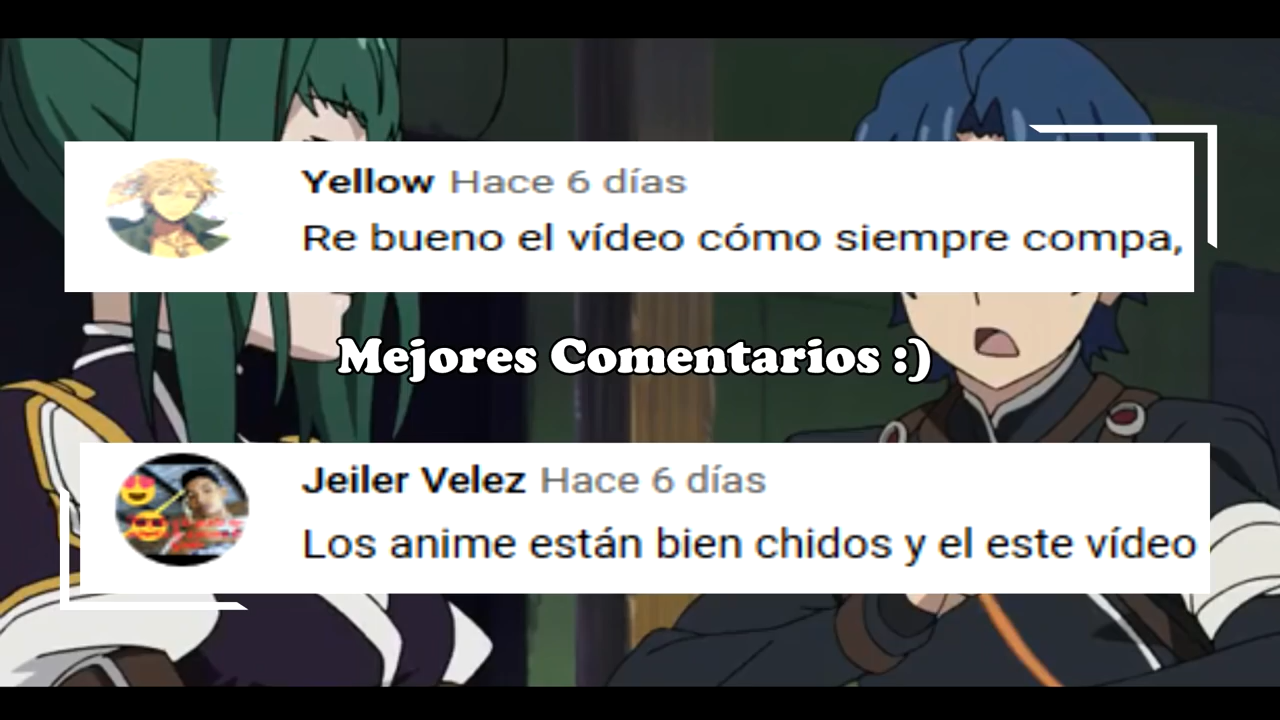 Yellow Hace 6 días
Re bueno el vídeo cómo siempre compa,
Mejores Comentarios :)
Jeiler Velez Hace 6 días
Los anime están bien chidos y el este vídeo